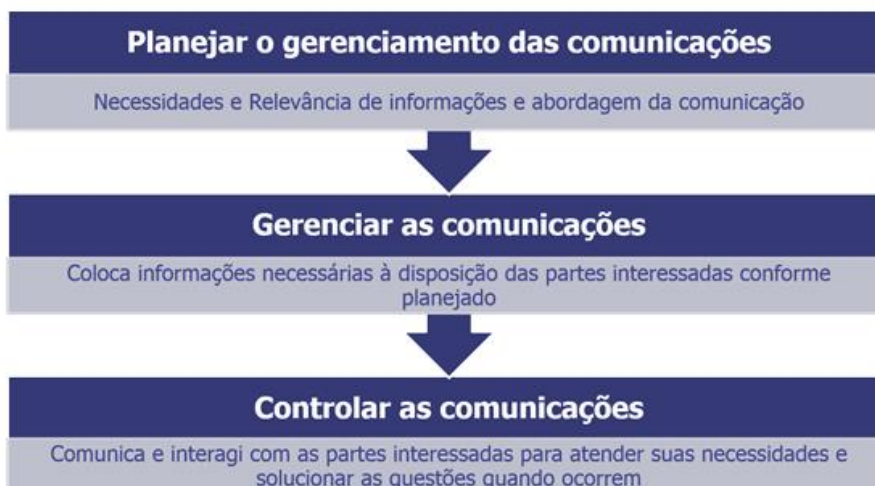 Planejar o gerenciamento das comunicações
Necessidades e Relevância de informações e abordagem da comunicação
Gerenciar as comunicações
Coloca informações necessárias à disposição das partes interessadas conforme
planejado
Controlar as comunicações
Comunica e interagi com as partes interessadas para atender suas necessidades e
solucionar as questões quando ocorrem